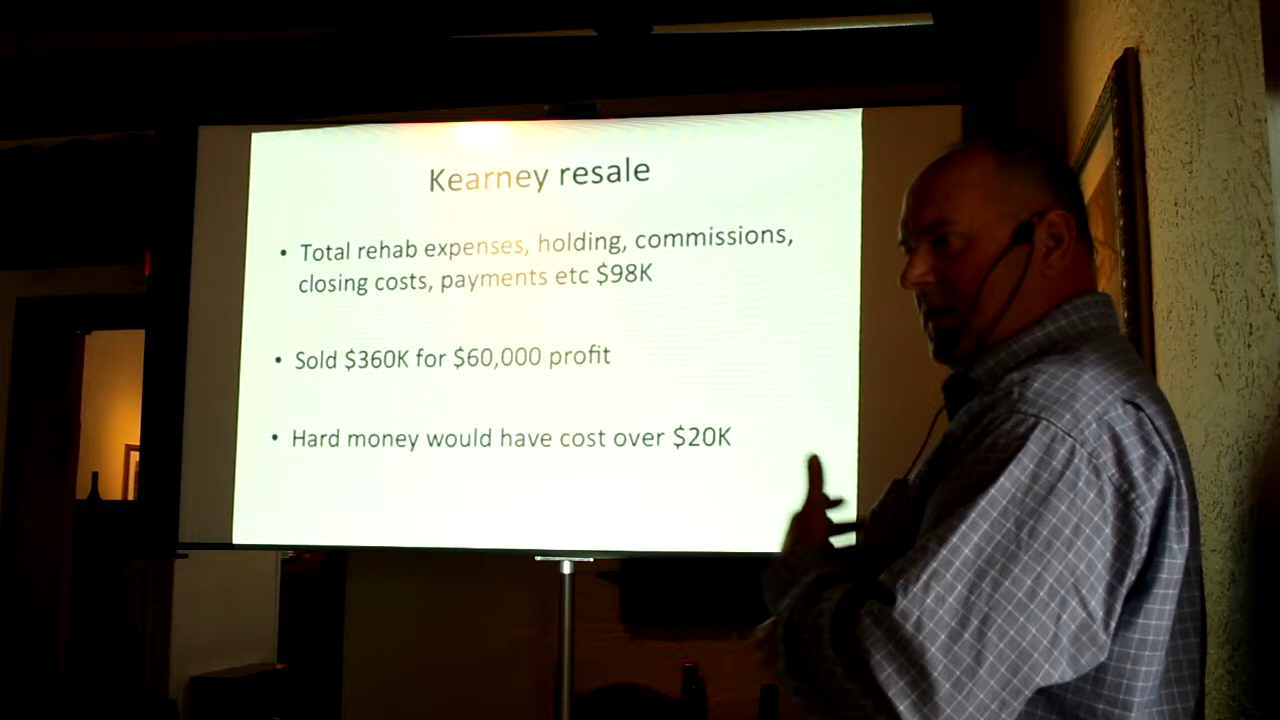 Kearney resale
• Total rehab expenses, holding, commissions,
closing costs, payments etc $98K
• Sold $360K for $60,000 profit
• Hard money would have cost over $20K